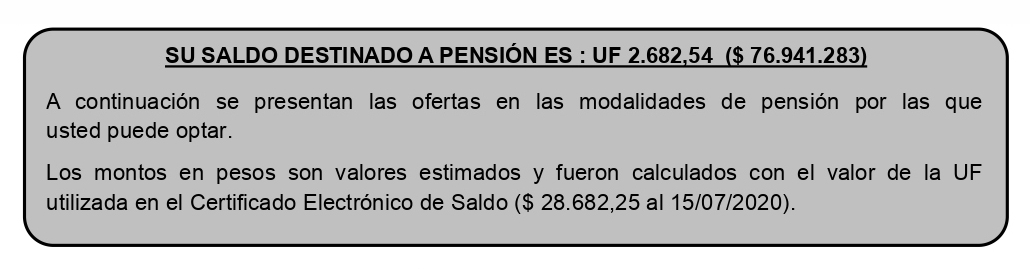 SU SALDO DESTINADO A PENSIÓN ES : UF 2.682,54 ($ 76.941.283)
A continuación se presentan las ofertas en las modalidades de pensión por las que
usted puede optar.
Los montos en pesos son valores estimados y fueron calculados con el valor de la UF
utilizada en el Certificado Electrónico de Saldo ($ 28.682,25 al 15/07/2020).